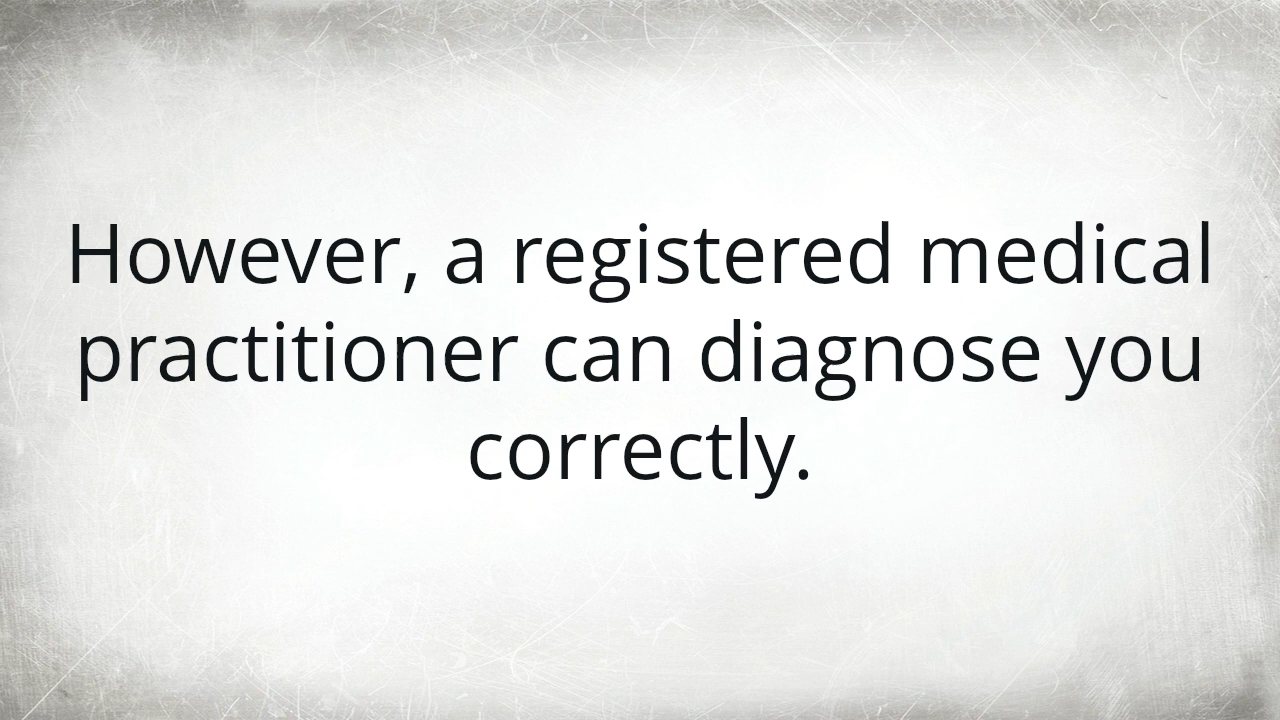 However, a registered medical
practitioner can diagnose you
correctly.